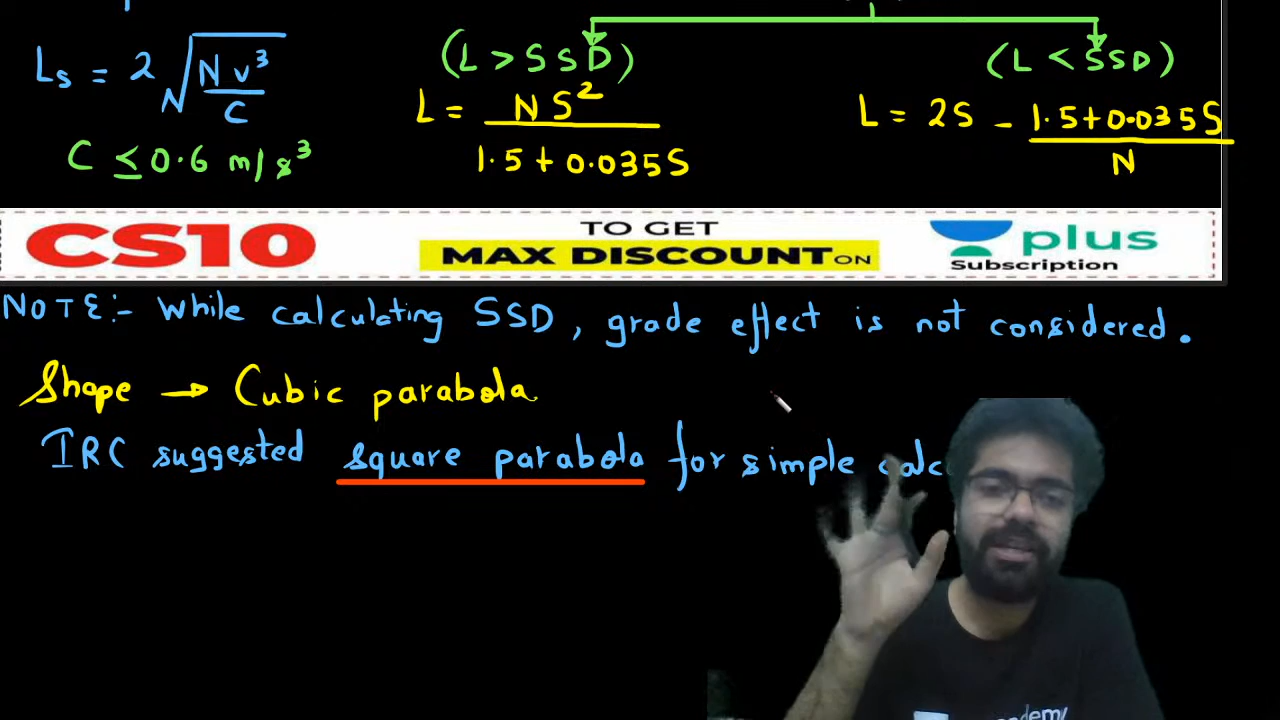 Ls = 2 √(N v³ / C)
(L > SSD)
(L < SSD)
L = N S² / 1.5 + 0.035S
L = 2S - 1.5+0.035S / N
C ≤ 0.6 m/s³
CS10
TO GET
MAX DISCOUNT ON
plus
Subscription
NOTE:- While calculating SSD, grade effect is not considered.
Shape → Cubic parabola
IRC suggested square parabola for simple calc